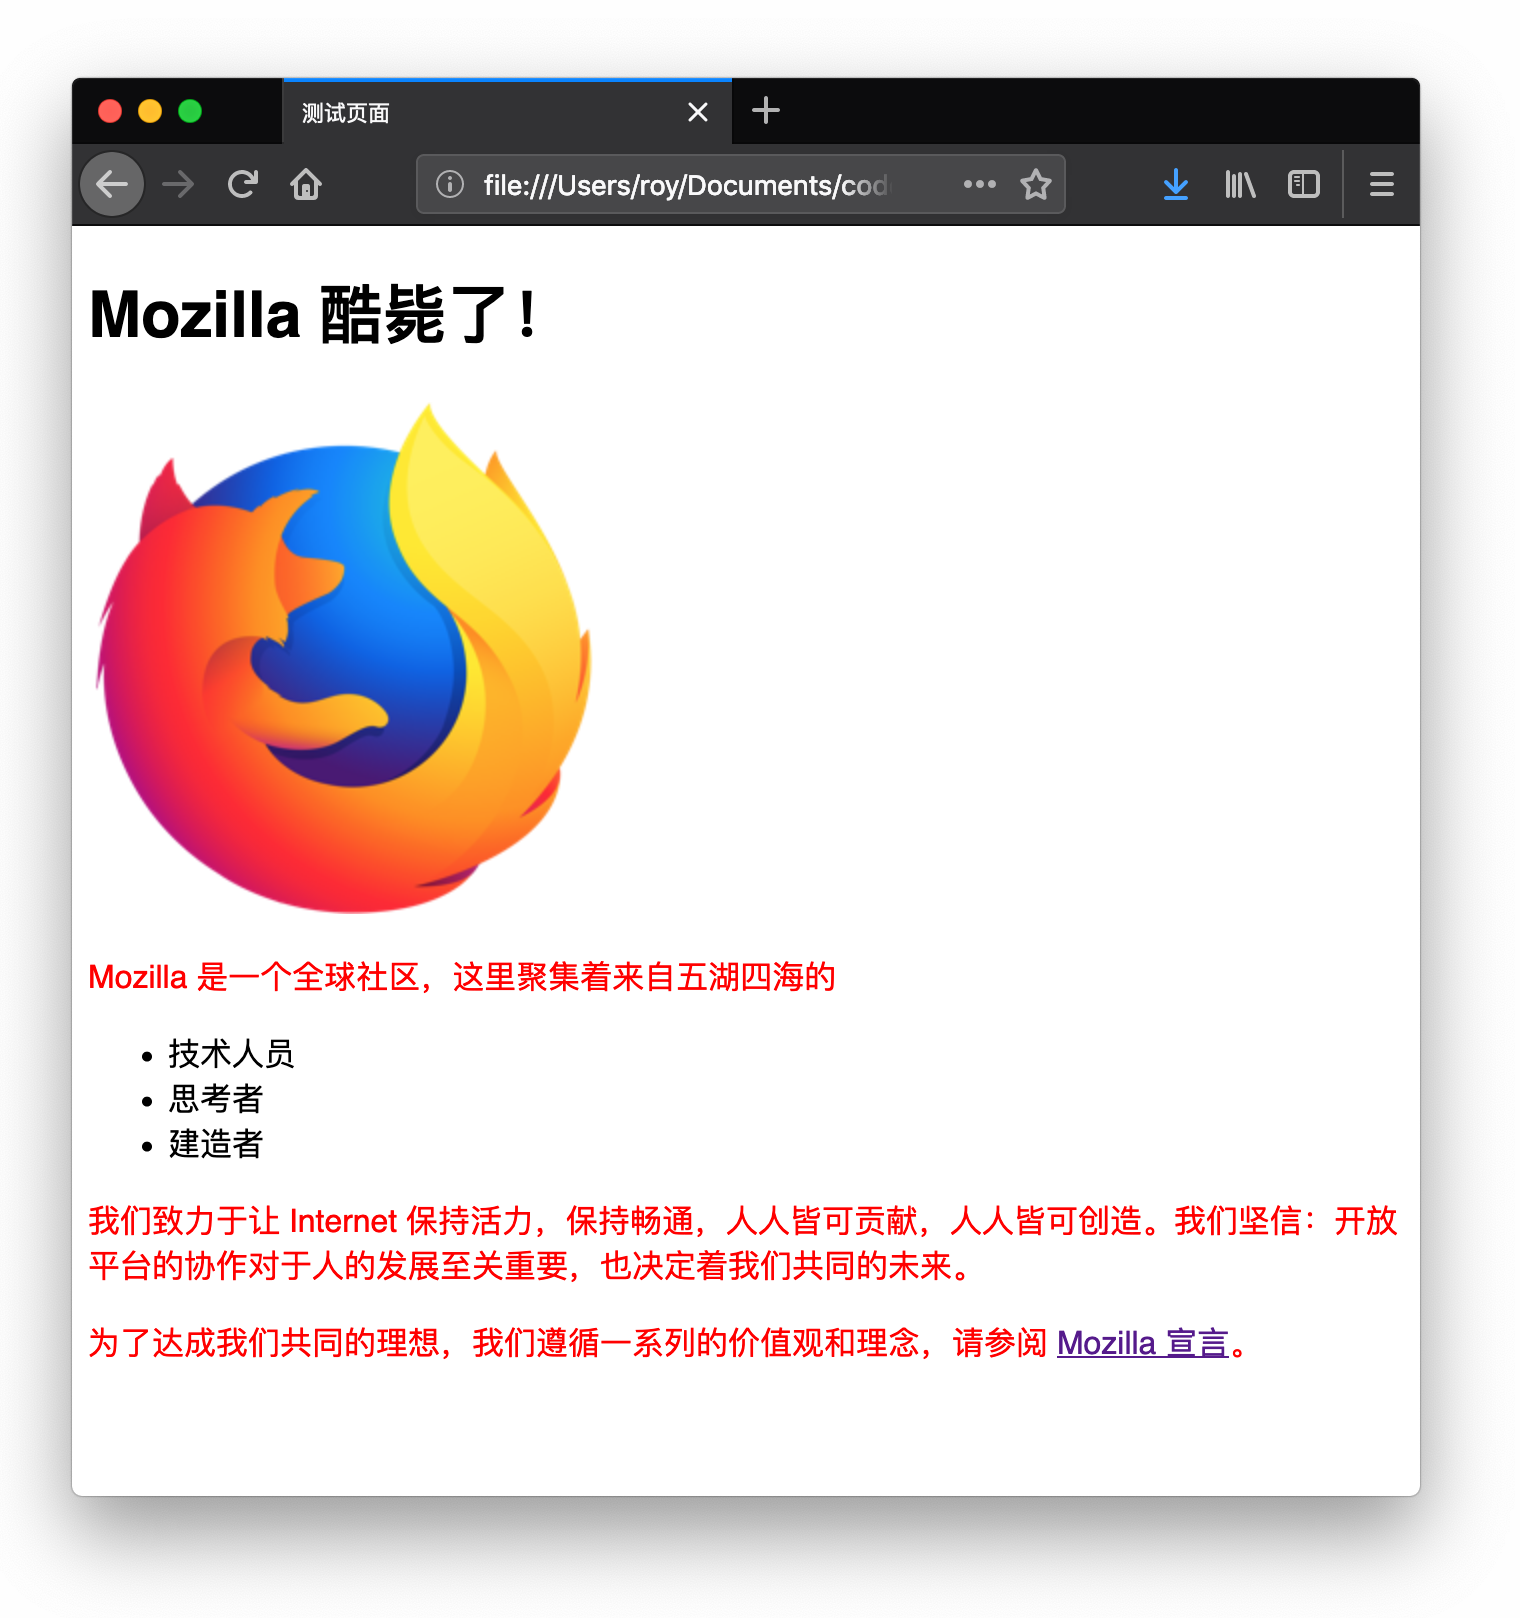 测试页面
file:///Users/roy/Documents/cod
Mozilla 酷毙了！
Mozilla 是一个全球社区，这里聚集着来自五湖四海的
• 技术人员
• 思考者
• 建造者
我们致力于让 Internet 保持活力，保持畅通，人人皆可贡献，人人皆可创造。我们坚信：开放
平台的协作对于人的发展至关重要，也决定着我们共同的未来。
为了达成我们共同的理想，我们遵循一系列的价值观和理念，请参阅 Mozilla 宣言。